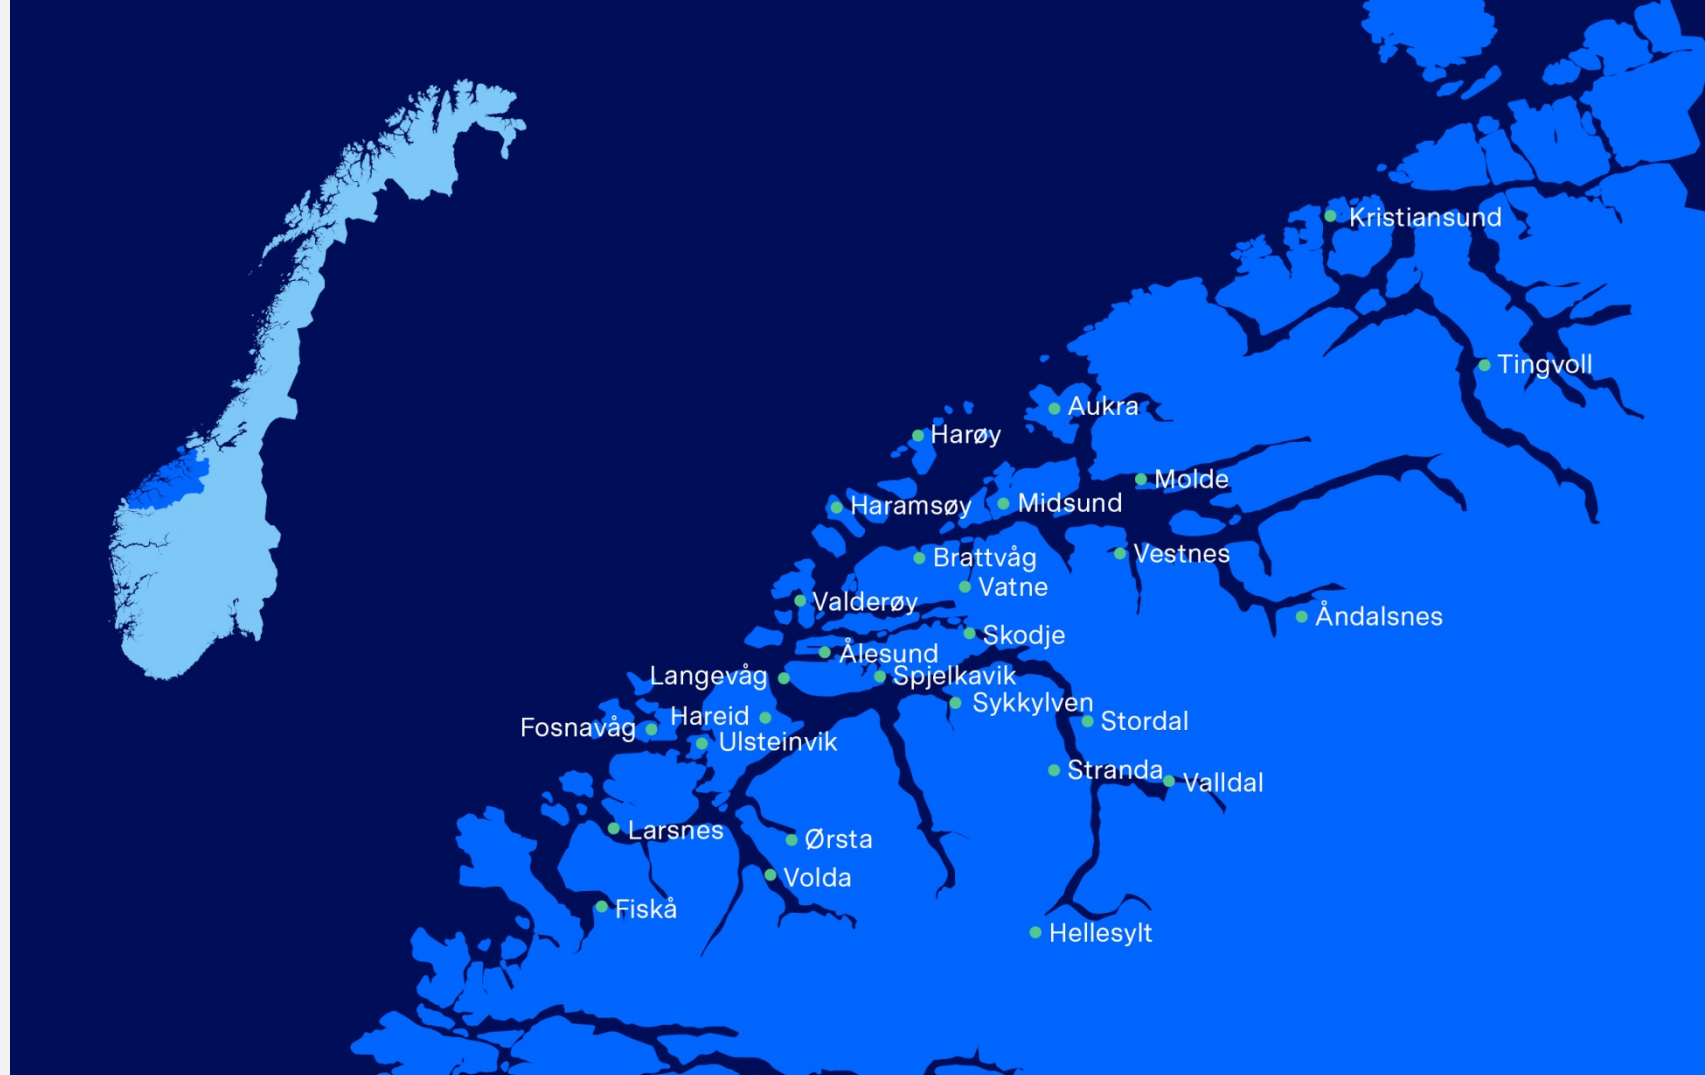 Kristiansund
Tingvoll
Aukra
Harøy
Molde
Midsund
Haramsøy
Vestnes
Brattvåg
Vatne
Valderøy
Åndalsnes
Skodje
Ålesund
Langevåg
Spjelkavik
Sykkylven
Hareid
Stordal
Fosnavåg
Ulsteinvik
Stranda
Valldal
Larsnes
Ørsta
Volda
Fiskå
Hellesylt